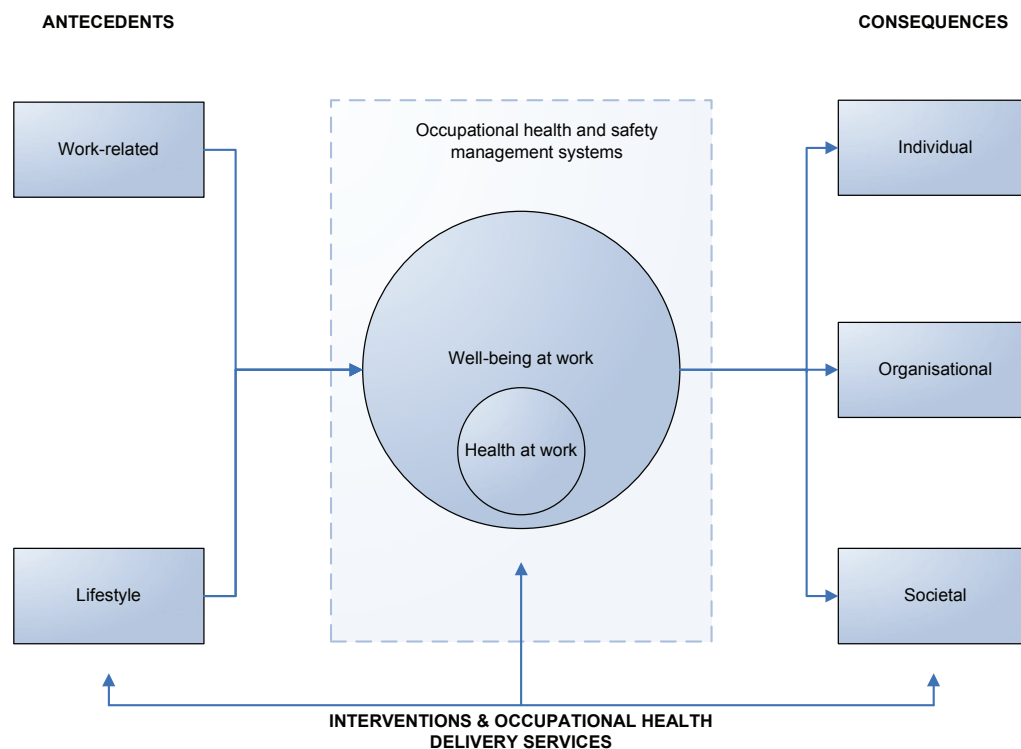 ANTECEDENTS
CONSEQUENCES
Work-related
Occupational health and safety
management systems
Individual
Well-being at work
Organisational
Health at work
Lifestyle
Societal
INTERVENTIONS & OCCUPATIONAL HEALTH
DELIVERY SERVICES